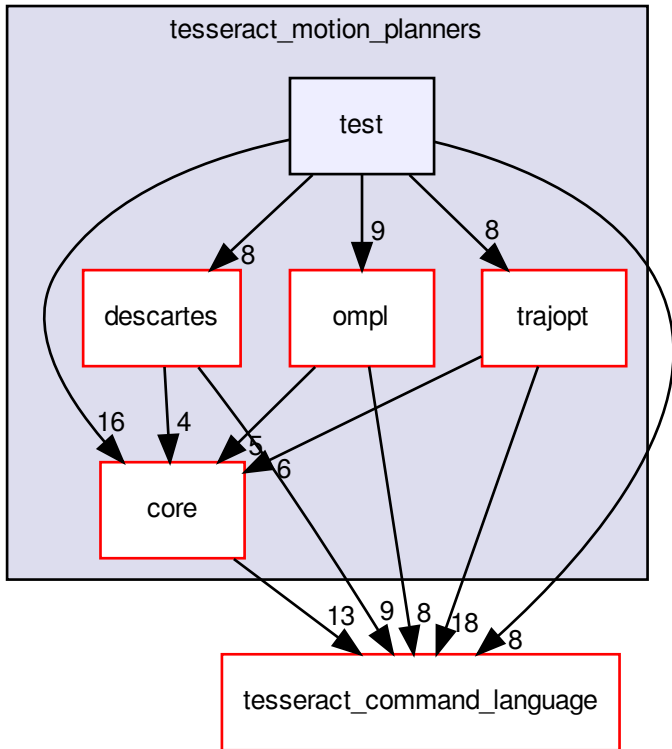 tesseract_motion_planners
test
8
9
8
descartes
ompl
trajopt
16
4
5
6
core
13
9
8
18
8
tesseract_command_language